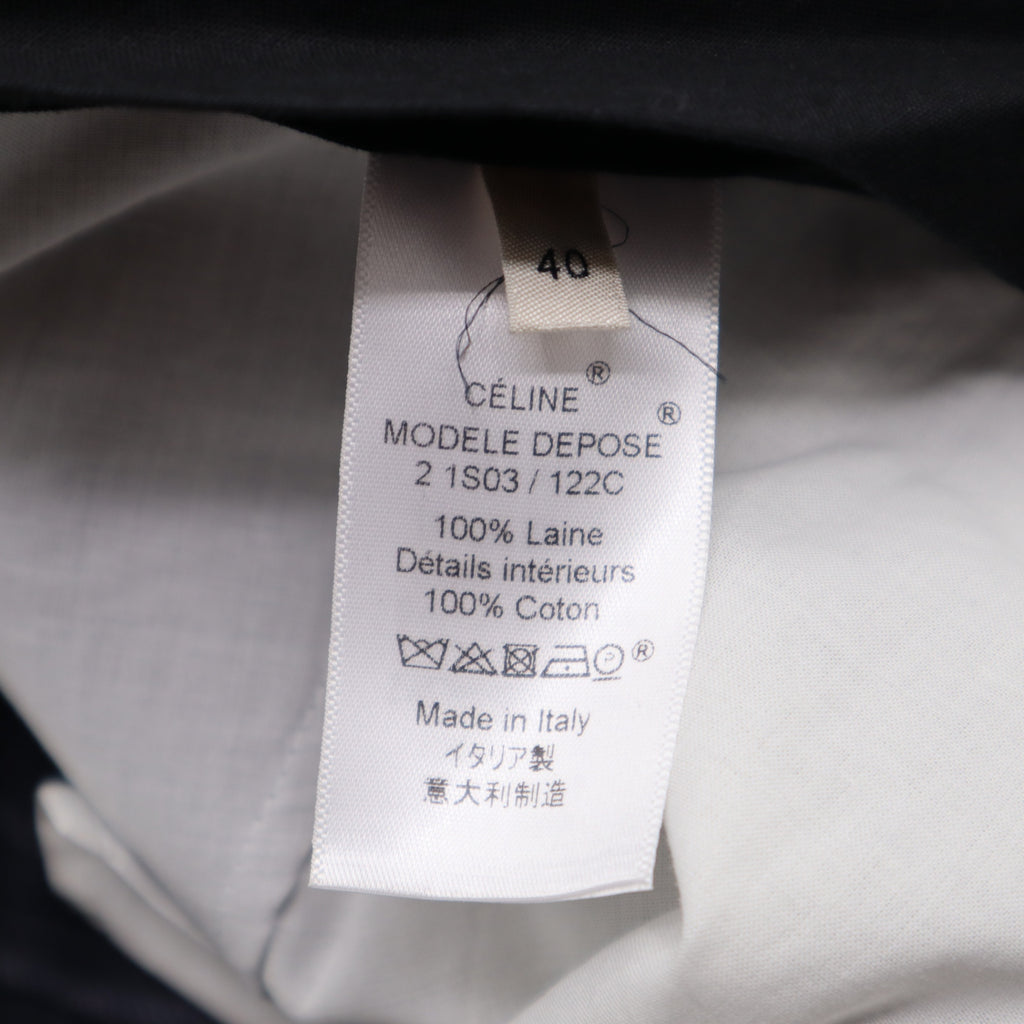 40
CÉLINE®
MODELE DEPOSE®
2 1S03 / 122C
100% Laine
Détails intérieurs
100% Coton
P ®
Made in Italy
イタリア製
意大利制造